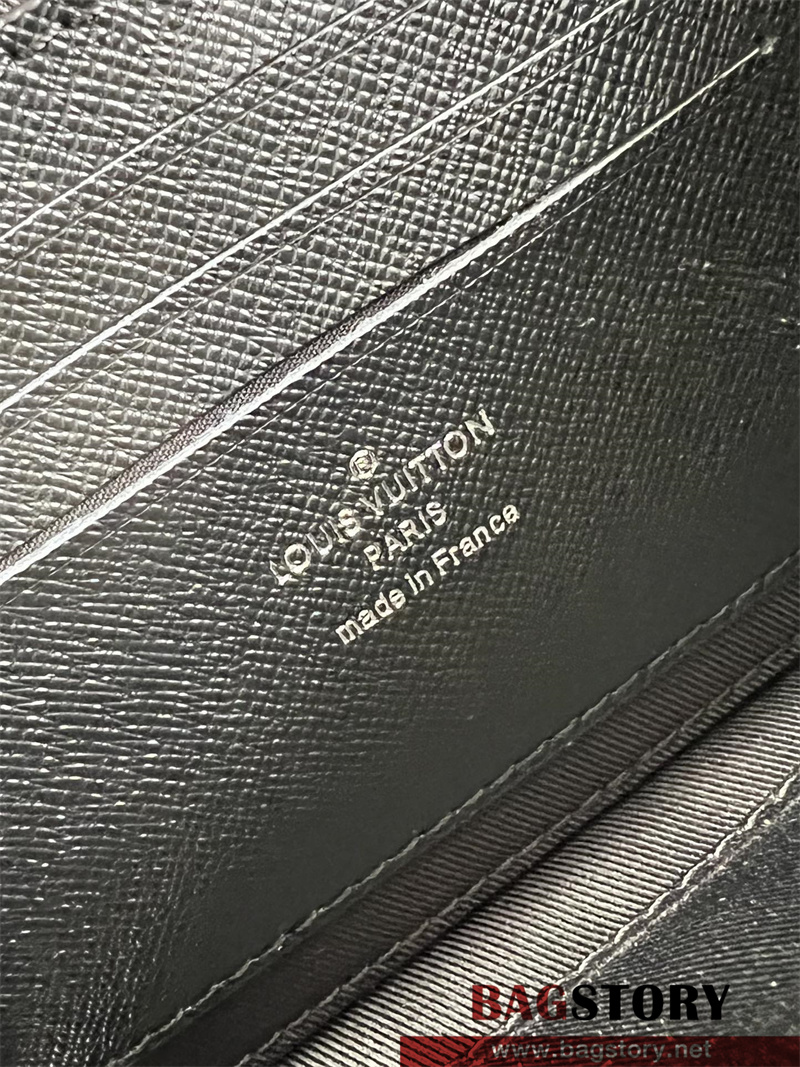 R
LOUIS VUITTON
PARIS
made in France
BAGSTORY
www.bagstory.net